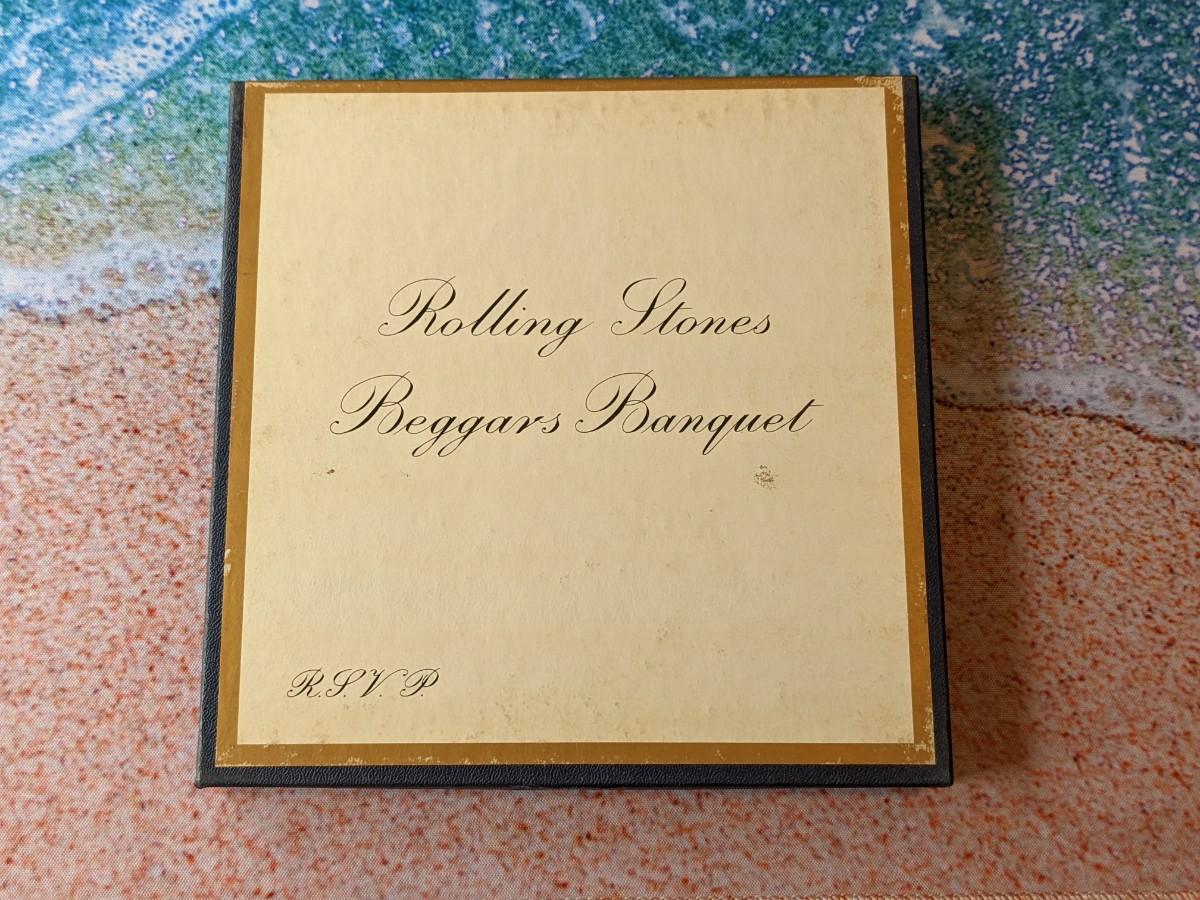 Rolling Stones
Beggars Banquet
R.S.V.P